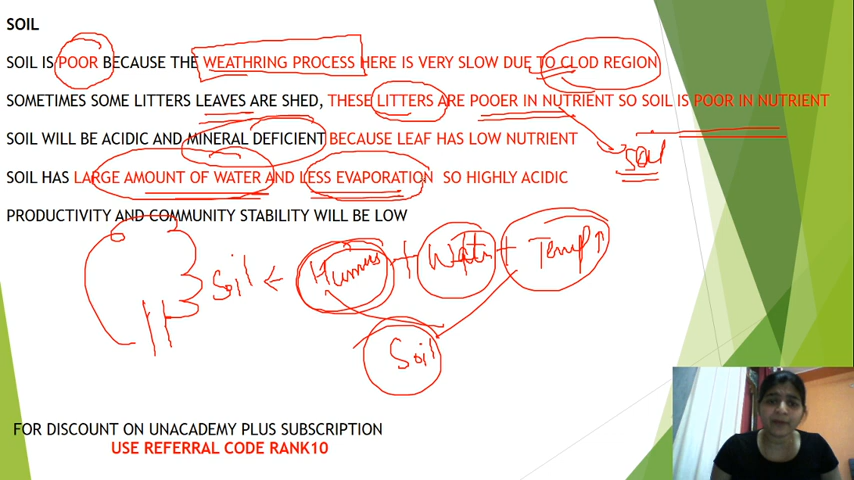 SOIL
SOIL IS POOR BECAUSE THE WEATHRING PROCESS HERE IS VERY SLOW DUE TO CLOD REGION
SOMETIMES SOME LITTERS LEAVES ARE SHED, THESE LITTERS ARE POOER IN NUTRIENT SO SOIL IS POOR IN NUTRIENT
SOIL WILL BE ACIDIC AND MINERAL DEFICIENT BECAUSE LEAF HAS LOW NUTRIENT
Soil
SOIL HAS LARGE AMOUNT OF WATER AND LESS EVAPORATION SO HIGHLY ACIDIC
PRODUCTIVITY AND COMMUNITY STABILITY WILL BE LOW
Soil ← Humus + Water + Temp ↑
Soil
FOR DISCOUNT ON UNACADEMY PLUS SUBSCRIPTION
USE REFERRAL CODE RANK10